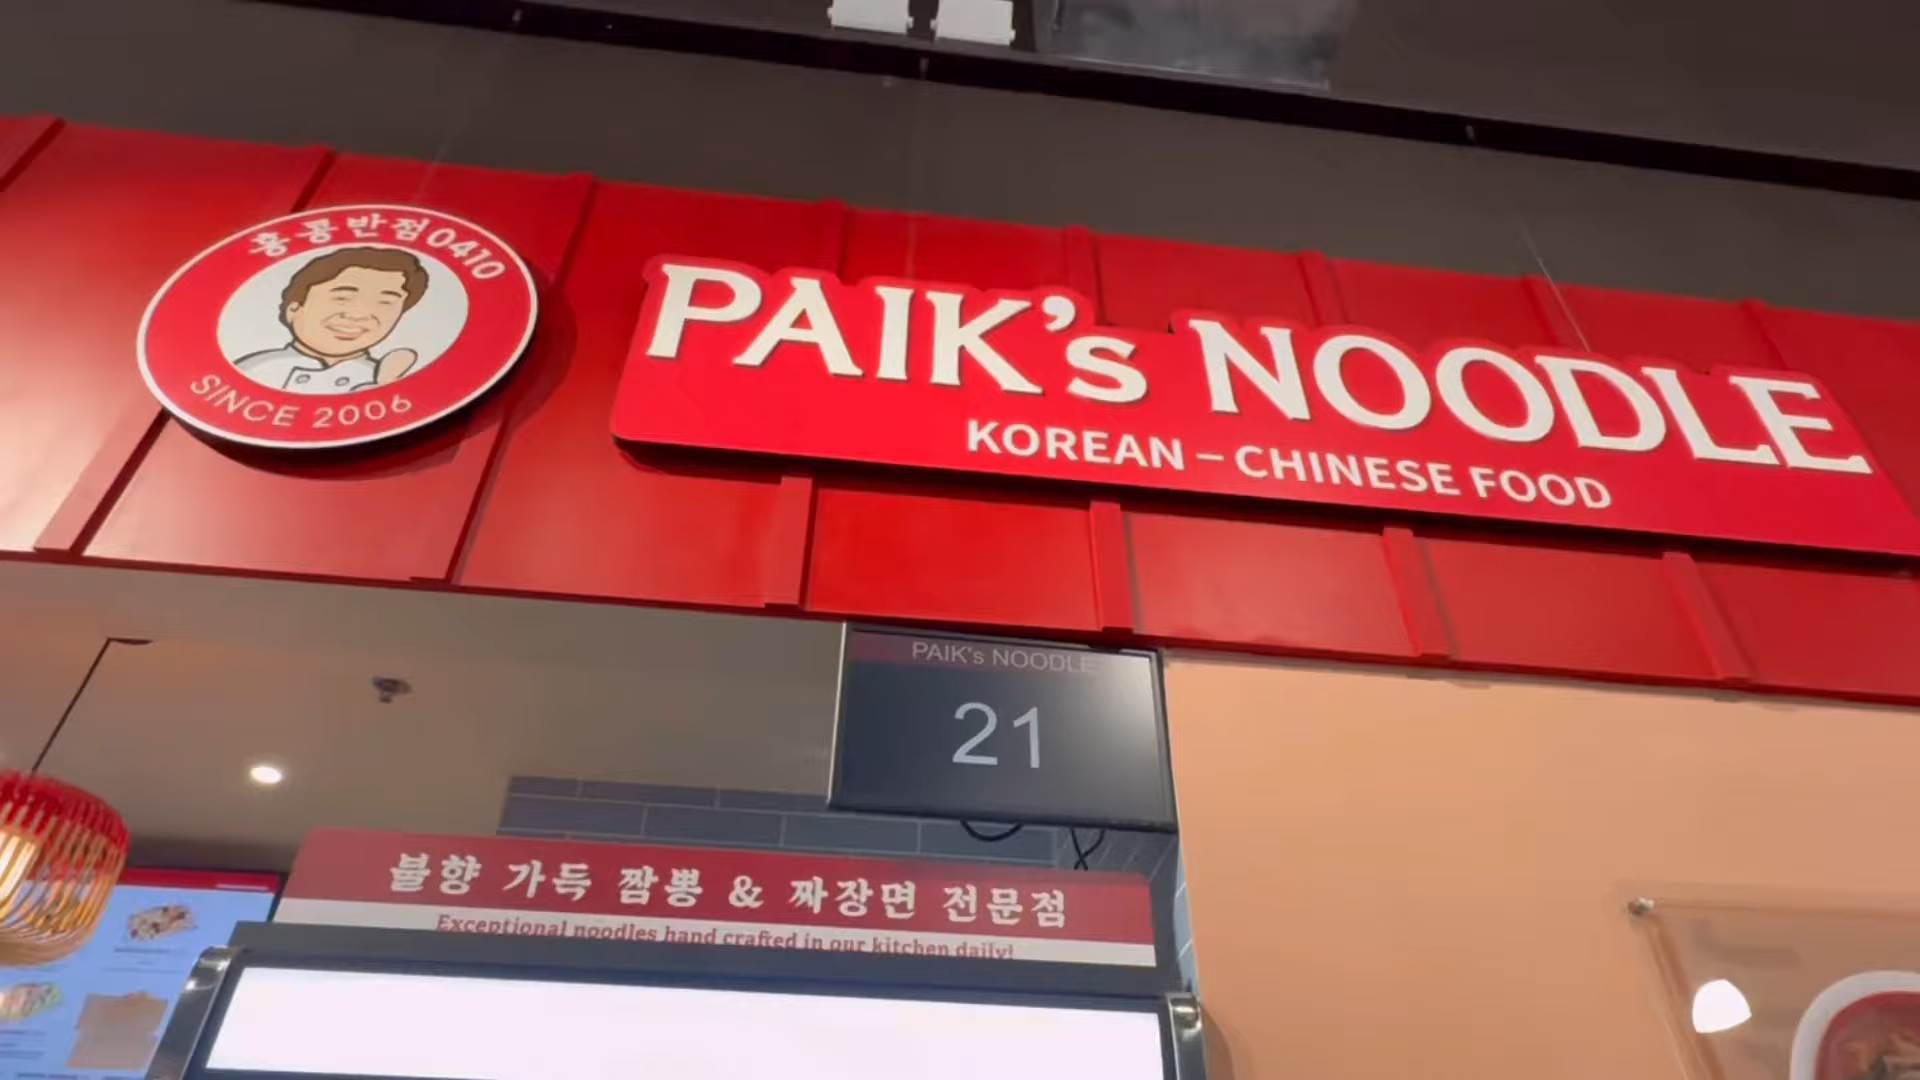 홍콩반점0410
SINCE 2006
PAIK's NOODLE
KOREAN – CHINESE FOOD
PAIK's NOODLE
21
불향 가득 짬뽕 & 짜장면 전문점
Exceptional noodles hand crafted in our kitchen daily!